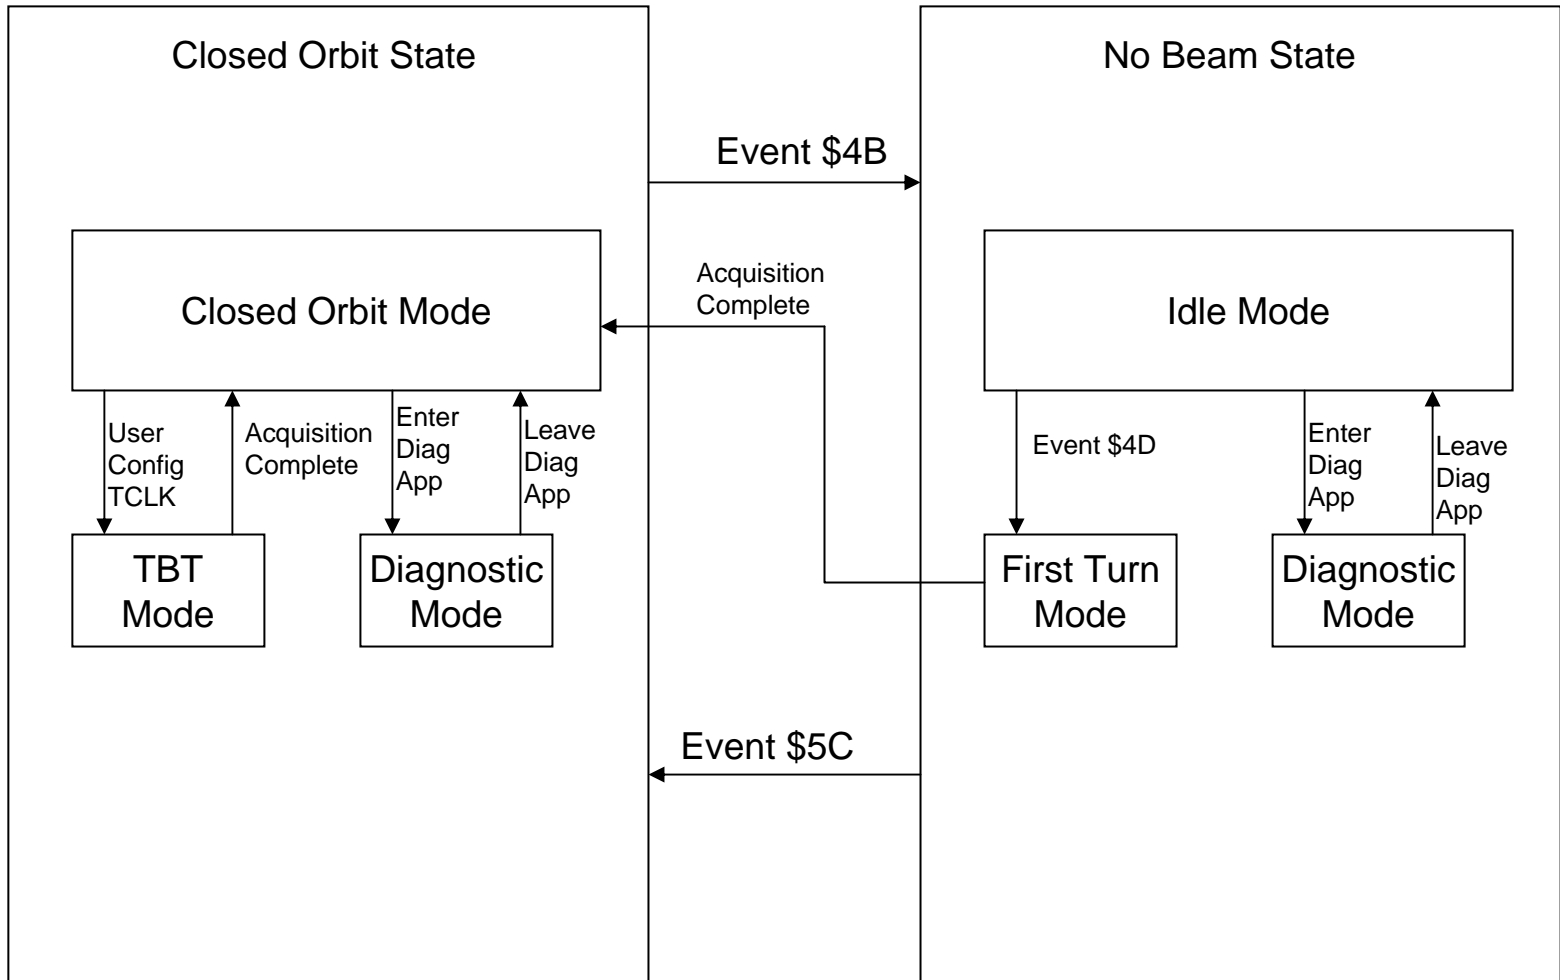 Closed Orbit State
No Beam State
Event $4B
Acquisition
Complete
Closed Orbit Mode
Idle Mode
User
Config
TCLK
Acquisition
Complete
Enter
Diag
App
Leave
Diag
App
Event $4D
Enter
Diag
App
Leave
Diag
App
TBT
Mode
Diagnostic
Mode
First Turn
Mode
Diagnostic
Mode
Event $5C